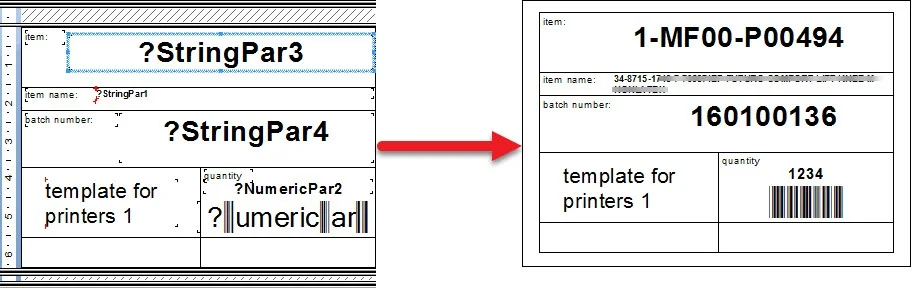 item:
?StringPar3
item name:
?StringPar1
batch number:
?StringPar4
template for
printers 1
quantity
?NumericPar2
?umericpar
1
2
3
4
5
6
item:
1-MF00-P00494
item name:
34-8715-17
batch number:
160100136
template for
printers 1
quantity
1234